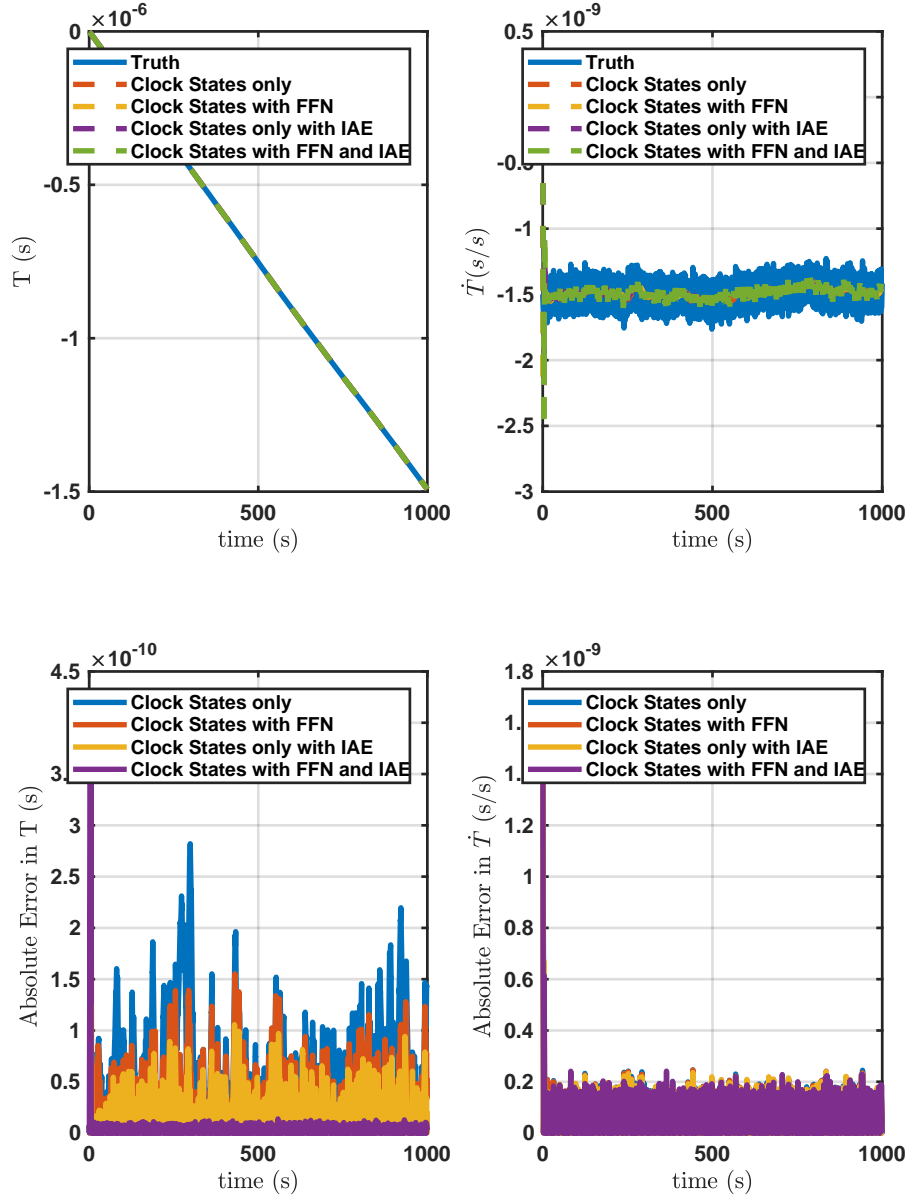 ×10^-6
0
Truth
Clock States only
Clock States with FFN
Clock States only with IAE
Clock States with FFN and IAE
-0.5
-1
-1.5
T (s)
0 500 1000
time (s)
×10^-9
0.5
Truth
Clock States only
Clock States with FFN
Clock States only with IAE
Clock States with FFN and IAE
-0.5
-1
-1.5
-2
-2.5
-3
Ṫ(s/s)
0 500 1000
time (s)
×10^-10
4.5
Clock States only
Clock States with FFN
Clock States only with IAE
Clock States with FFN and IAE
3
2.5
2
1.5
1
0.5
0
Absolute Error in T (s)
0 500 1000
time (s)
×10^-9
1.8
Clock States only
Clock States with FFN
Clock States only with IAE
Clock States with FFN and IAE
1.2
1
0.8
0.6
0.4
0.2
0
Absolute Error in Ṫ (s/s)
0 500 1000
time (s)